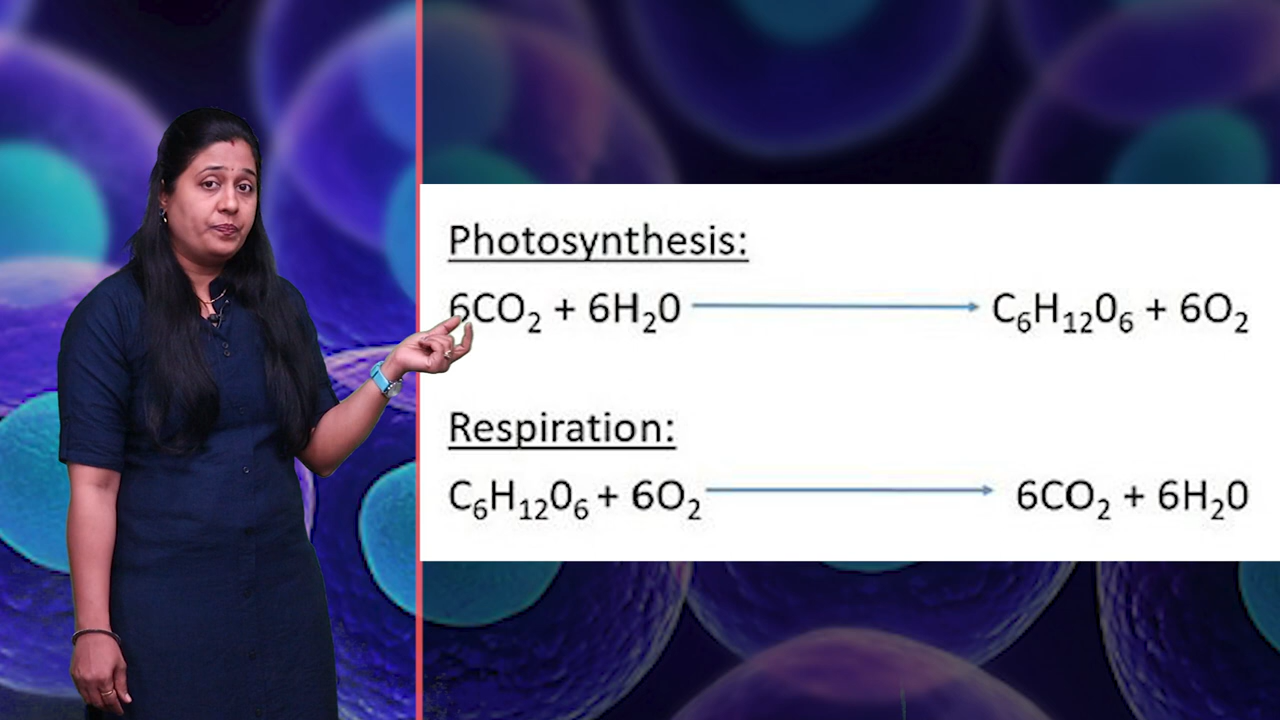 Photosynthesis:
6CO₂ + 6H₂0 → C₆H₁₂0₆ + 6O₂
Respiration:
C₆H₁₂0₆ + 6O₂ → 6CO₂ + 6H₂0